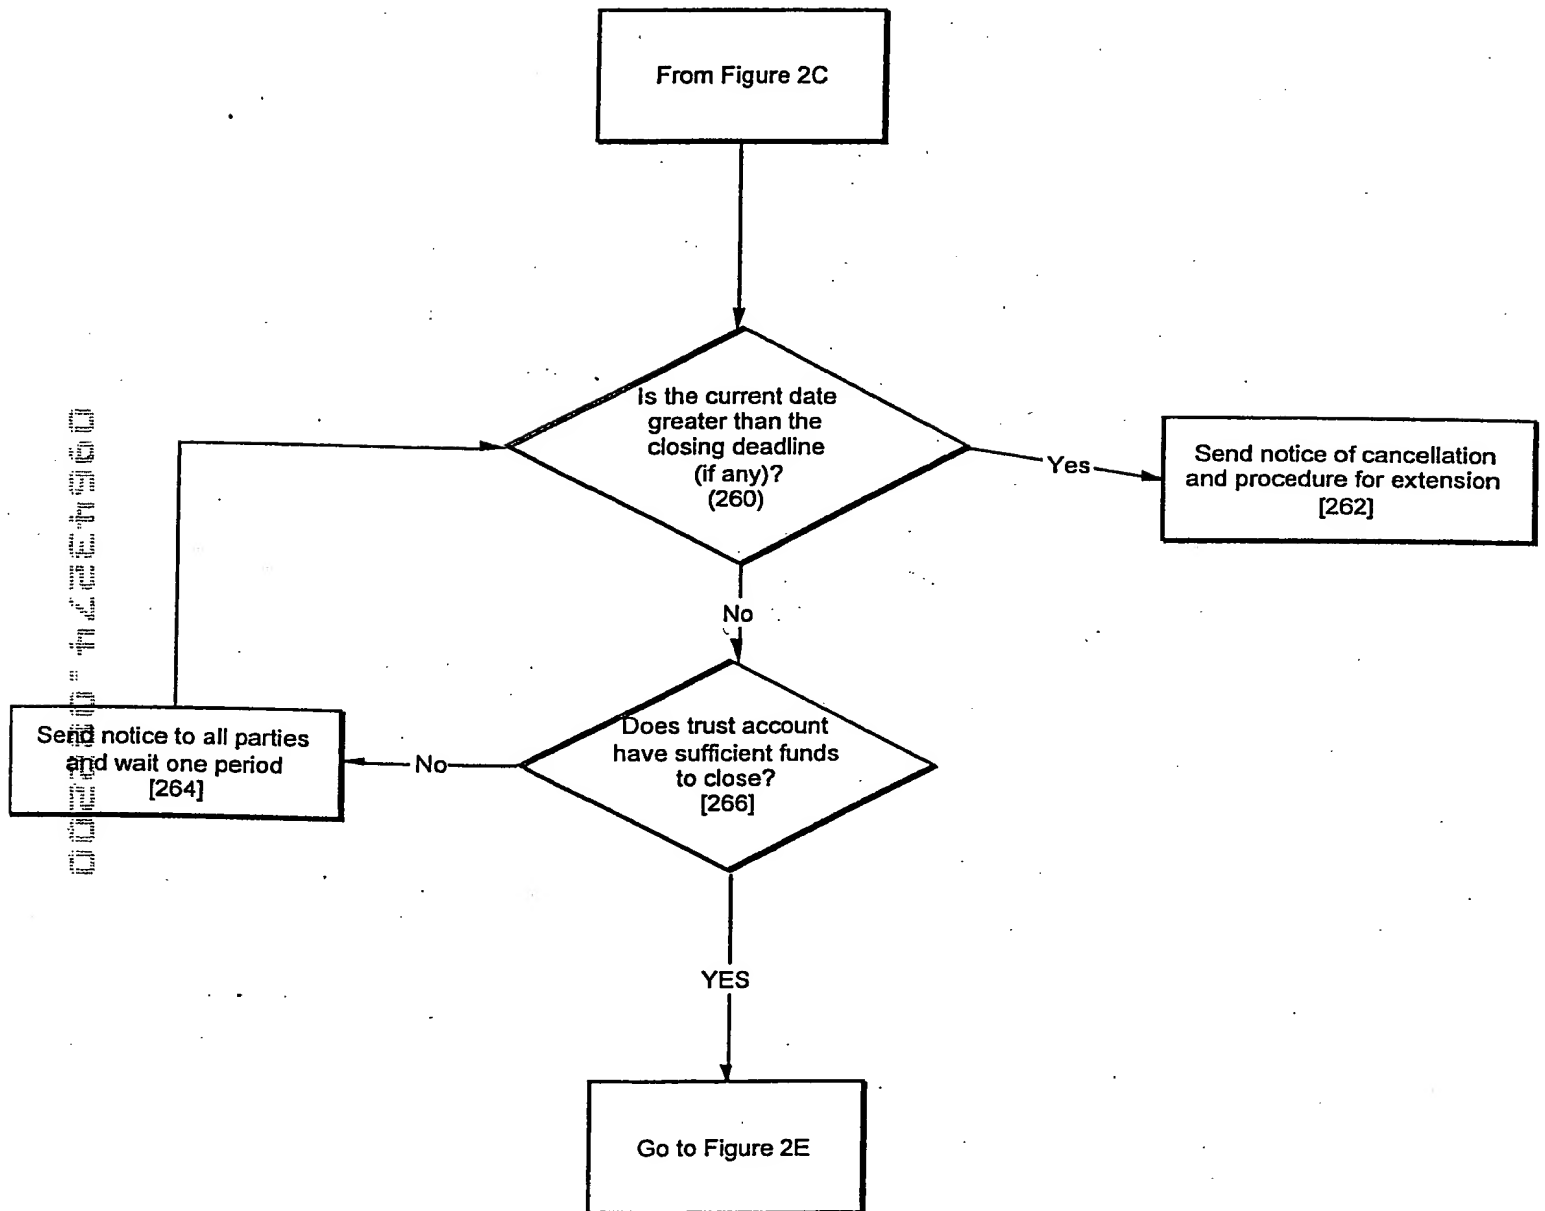 From Figure 2C
Is the current date
greater than the
closing deadline
(if any)?
(260)
Yes
Send notice of cancellation
and procedure for extension
[262]
No
Does trust account
have sufficient funds
to close?
[266]
No
Send notice to all parties
and wait one period
[264]
YES
Go to Figure 2E